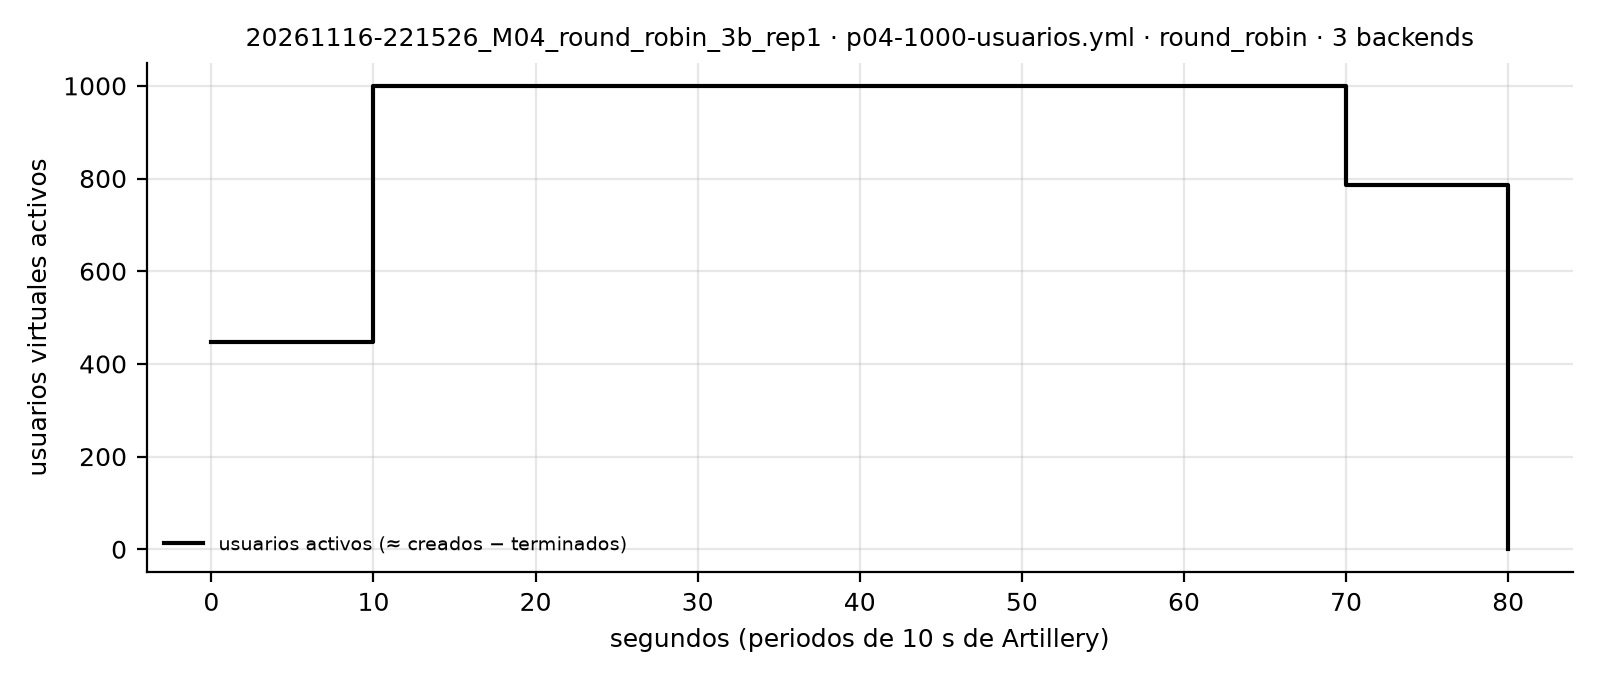 20261116-221526_M04_round_robin_3b_rep1 · p04-1000-usuarios.yml · round_robin · 3 backends
usuarios virtuales activos
1000
800
600
400
200
0
usuarios activos (≈ creados − terminados)
0 10 20 30 40 50 60 70 80
segundos (periodos de 10 s de Artillery)